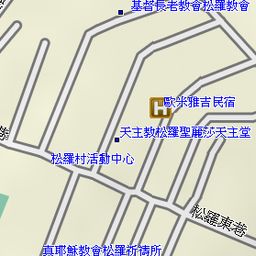 基督長老教會松羅教會
歐米雅吉民宿
天主教松羅聖麗莎天主堂
松羅村活動中心
松羅東巷
真耶穌教會松羅祈禱所